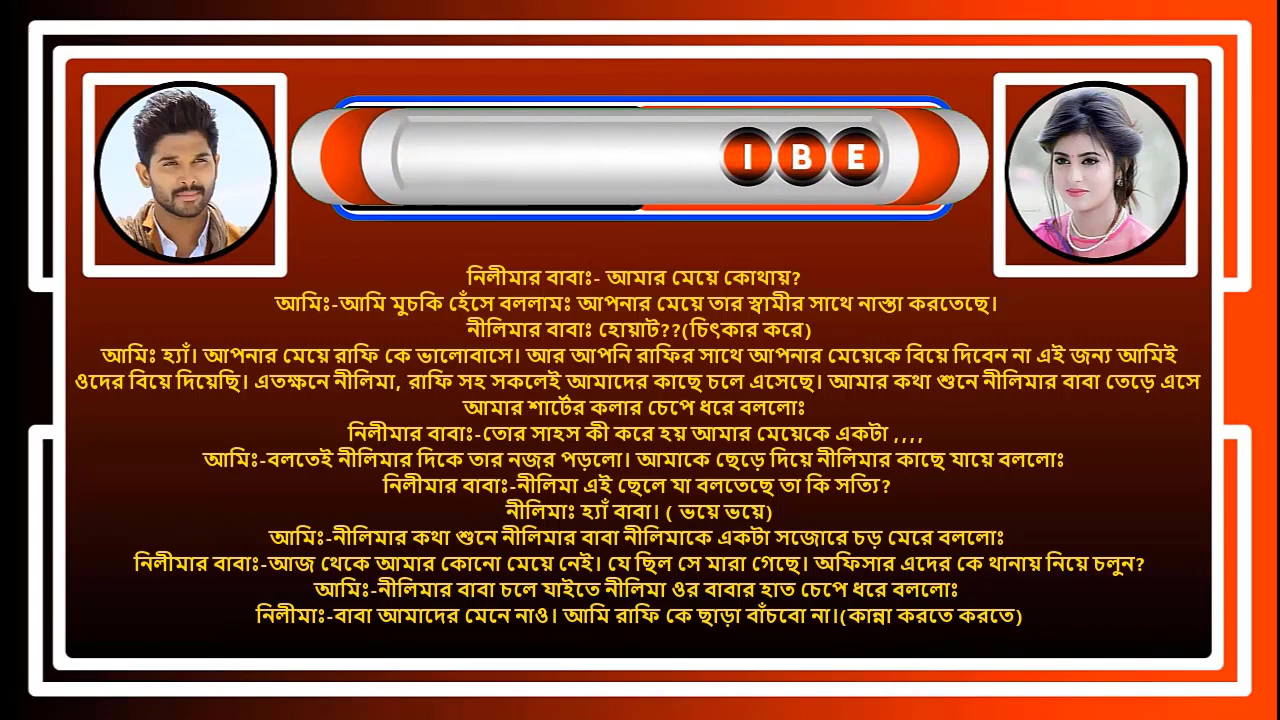 I B E
নিলীমার বাবাঃ- আমার মেয়ে কোথায়?
আমিঃ-আমি মুচকি হেঁসে বললামঃ আপনার মেয়ে তার স্বামীর সাথে নাস্তা করতেছে।
নীলিমার বাবাঃ হোয়াট??(চিৎকার করে)
আমিঃ হ্যাঁ। আপনার মেয়ে রাফি কে ভালোবাসে। আর আপনি রাফির সাথে আপনার মেয়েকে বিয়ে দিবেন না এই জন্য আমিই
ওদের বিয়ে দিয়েছি। এতক্ষনে নীলিমা, রাফি সহ সকলেই আমাদের কাছে চলে এসেছে। আমার কথা শুনে নীলিমার বাবা তেড়ে এসে
আমার শার্টের কলার চেপে ধরে বললোঃ
নিলীমার বাবাঃ-তোর সাহস কী করে হয় আমার মেয়েকে একটা ,,,,
আমিঃ-বলতেই নীলিমার দিকে তার নজর পড়লো। আমাকে ছেড়ে দিয়ে নীলিমার কাছে যায়ে বললোঃ
নিলীমার বাবাঃ-নীলিমা এই ছেলে যা বলতেছে তা কি সত্যি?
নীলিমাঃ হ্যাঁ বাবা। ( ভয়ে ভয়ে)
আমিঃ-নীলিমার কথা শুনে নীলিমার বাবা নীলিমাকে একটা সজোরে চড় মেরে বললোঃ
নিলীমার বাবাঃ-আজ থেকে আমার কোনো মেয়ে নেই। যে ছিল সে মারা গেছে। অফিসার এদের কে থানায় নিয়ে চলুন?
আমিঃ-নীলিমার বাবা চলে যাইতে নীলিমা ওর বাবার হাত চেপে ধরে বললোঃ
নিলীমাঃ-বাবা আমাদের মেনে নাও। আমি রাফি কে ছাড়া বাঁচবো না।(কান্না করতে করতে)